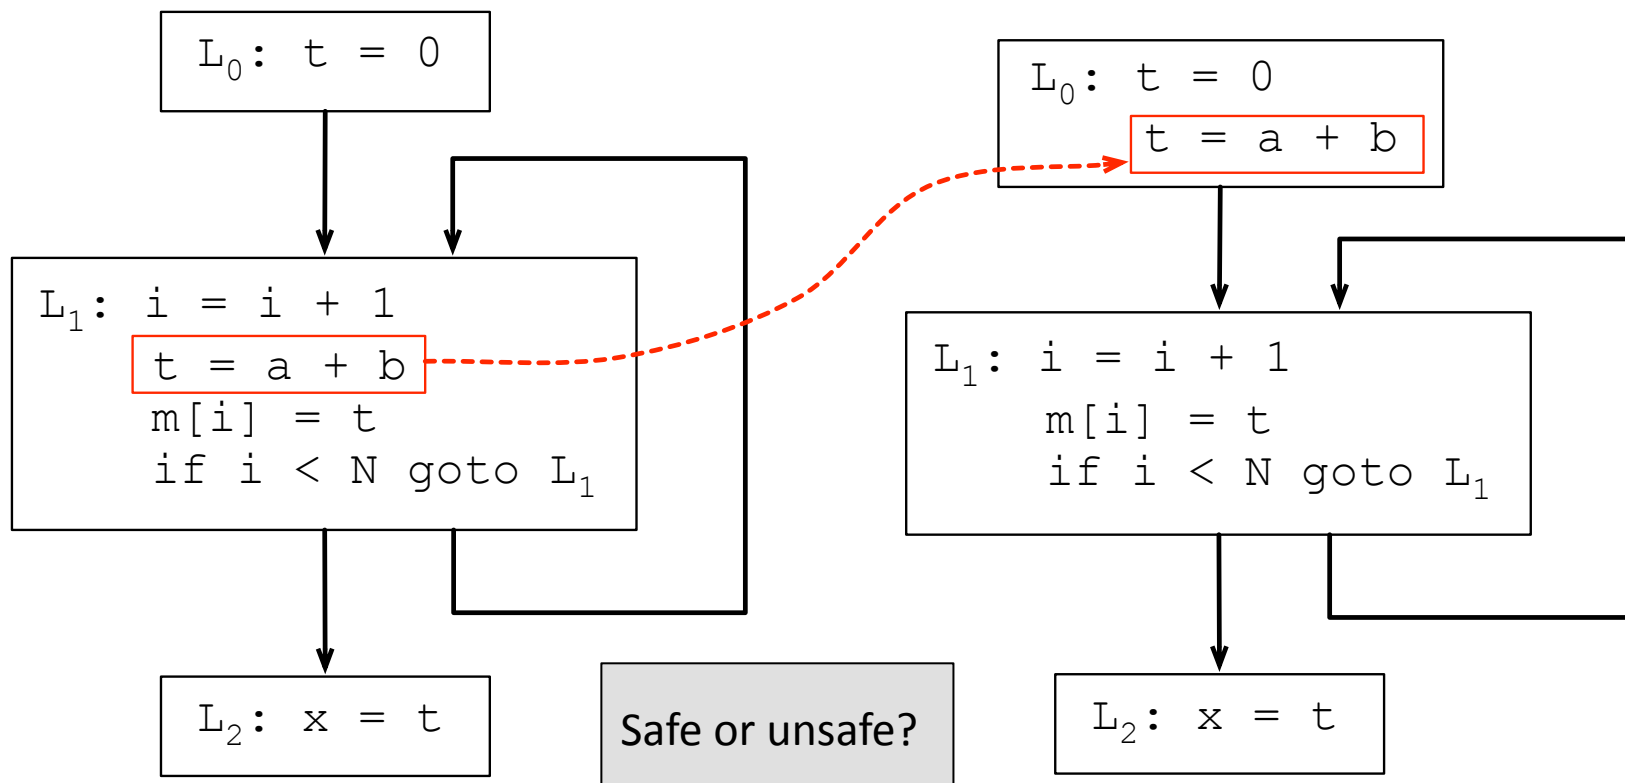 L₀: t = 0
L₁: i = i + 1
t = a + b
m[i] = t
if i < N goto L₁
L₂: x = t
Safe or unsafe?
L₀: t = 0
t = a + b
L₁: i = i + 1
m[i] = t
if i < N goto L₁
L₂: x = t